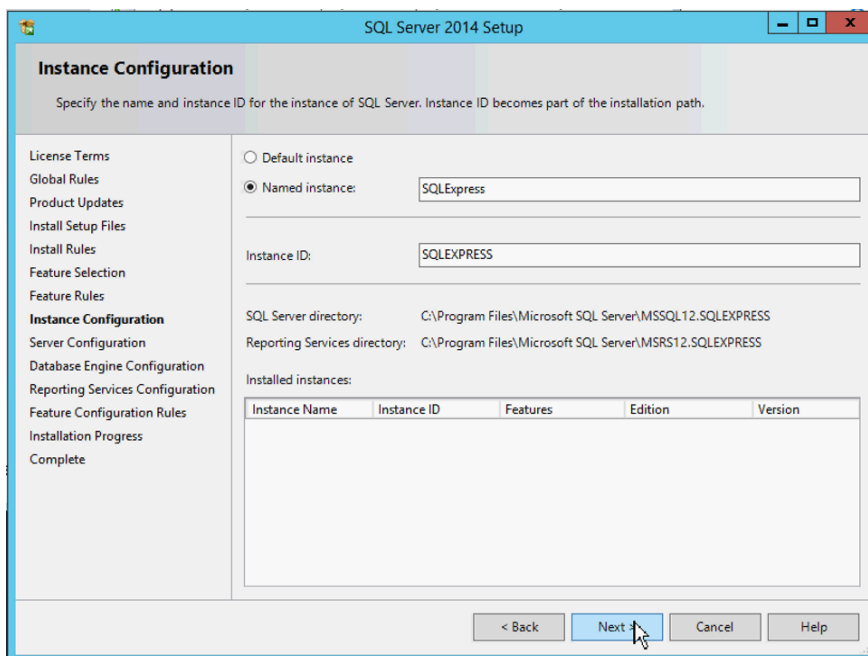 SQL Server 2014 Setup
Instance Configuration
Specify the name and instance ID for the instance of SQL Server. Instance ID becomes part of the installation path.
License Terms
Global Rules
Product Updates
Install Setup Files
Install Rules
Feature Selection
Feature Rules
Instance Configuration
Server Configuration
Database Engine Configuration
Reporting Services Configuration
Feature Configuration Rules
Installation Progress
Complete
Default instance
Named instance: SQLExpress
Instance ID: SQLEXPRESS
SQL Server directory: C:\Program Files\Microsoft SQL Server\MSSQL12.SQLEXPRESS
Reporting Services directory: C:\Program Files\Microsoft SQL Server\MSRS12.SQLEXPRESS
Installed instances:
Instance Name Instance ID Features Edition Version
< Back Next > Cancel Help